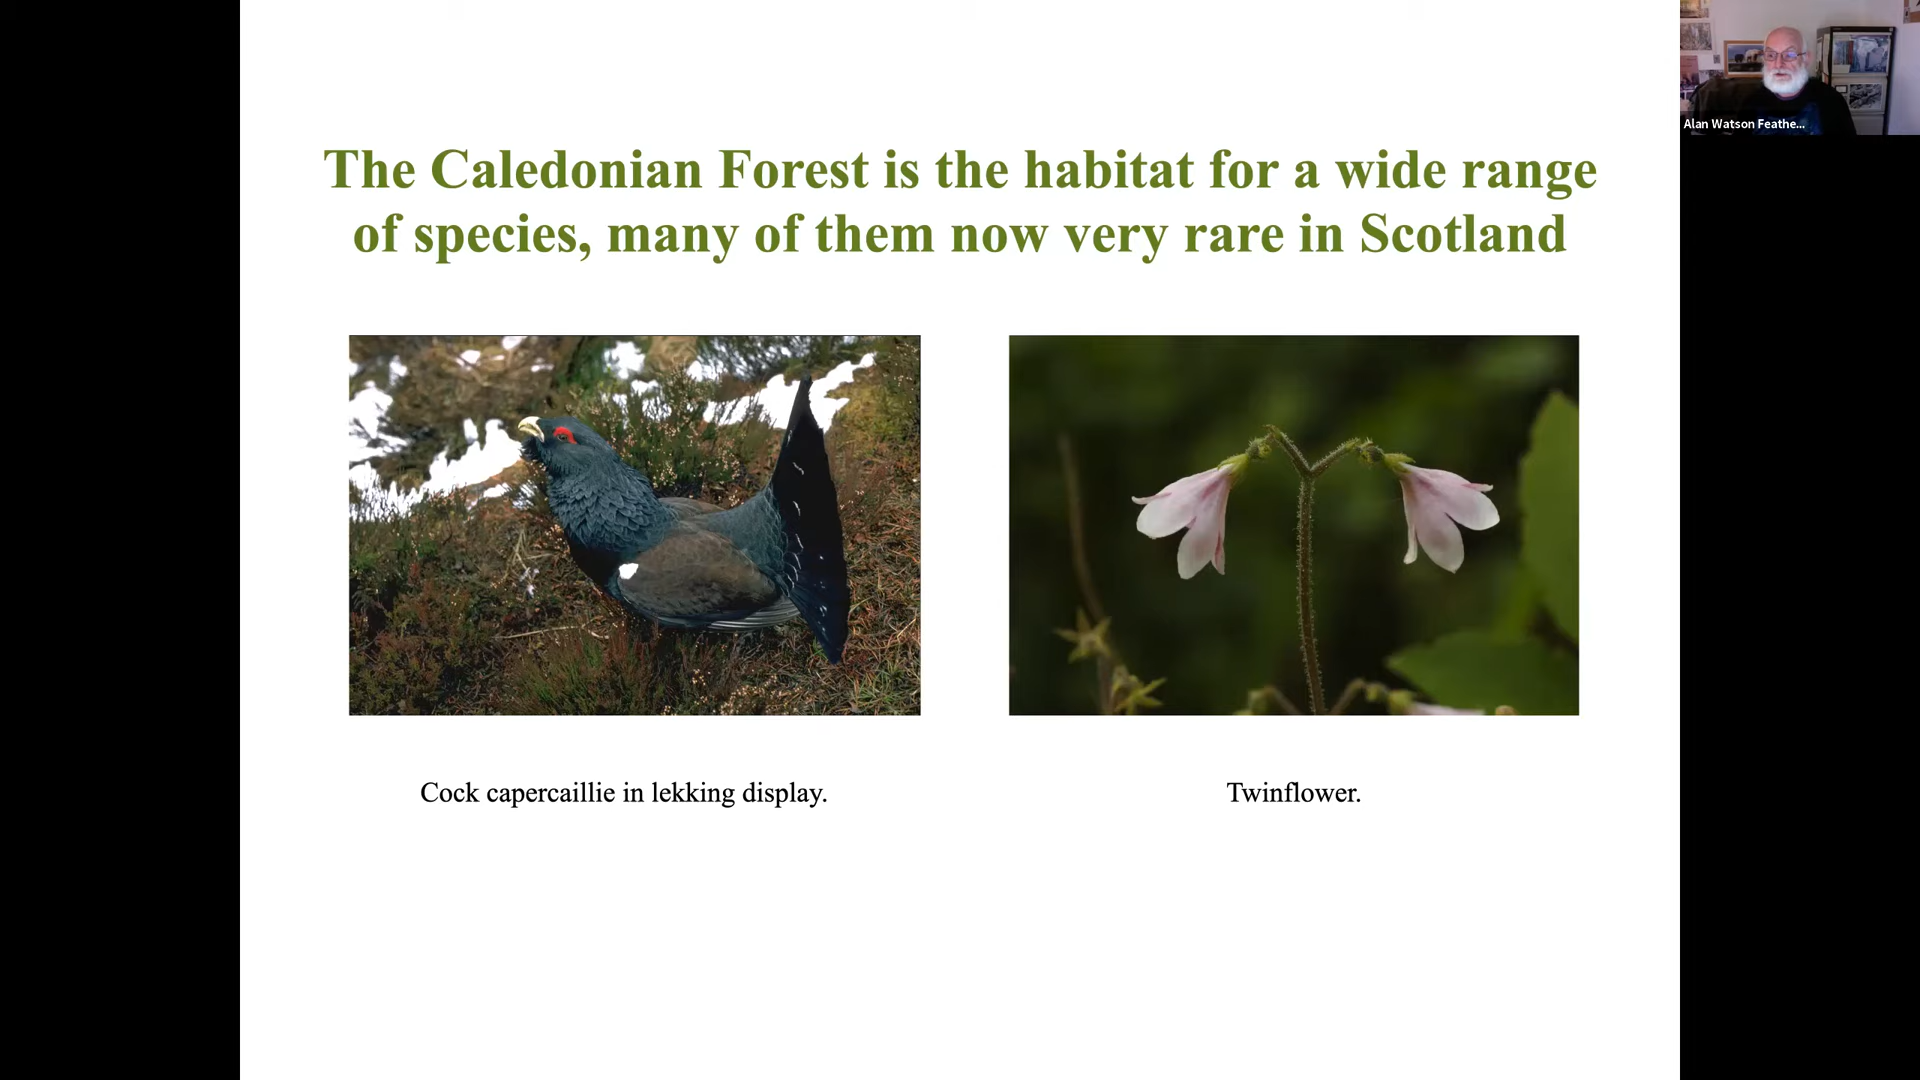 The Caledonian Forest is the habitat for a wide range
of species, many of them now very rare in Scotland
Alan Watson Feathe...
Cock capercaillie in lekking display.
Twinflower.